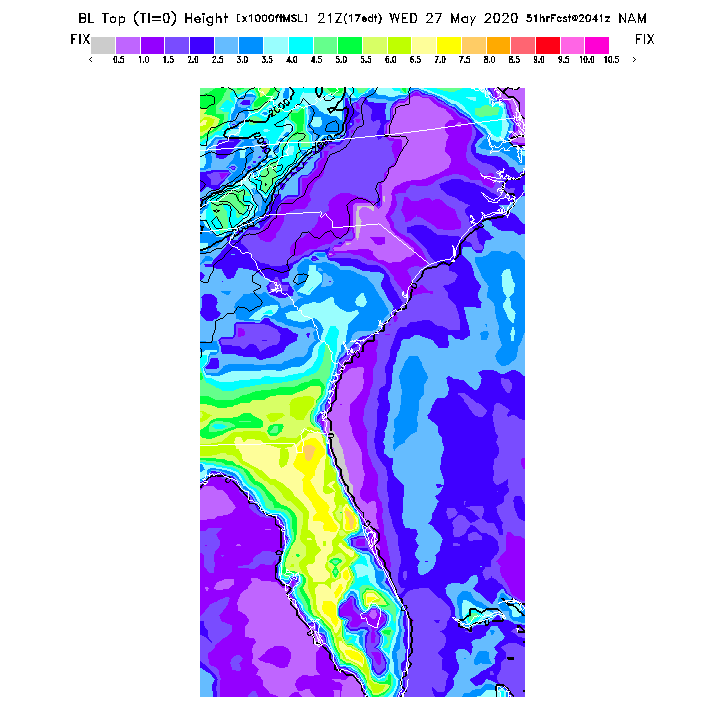 BL Top (TI=0) Height [x1000ftMSL] 21Z(17edt) WED 27 May 2020 51hrFcst@2041z NAM
FIX FIX
< 0.5 1.0 1.5 2.0 2.5 3.0 3.5 4.0 4.5 5.0 5.5 6.0 6.5 7.0 7.5 8.0 8.5 9.0 9.5 10.0 10.5 >
2000